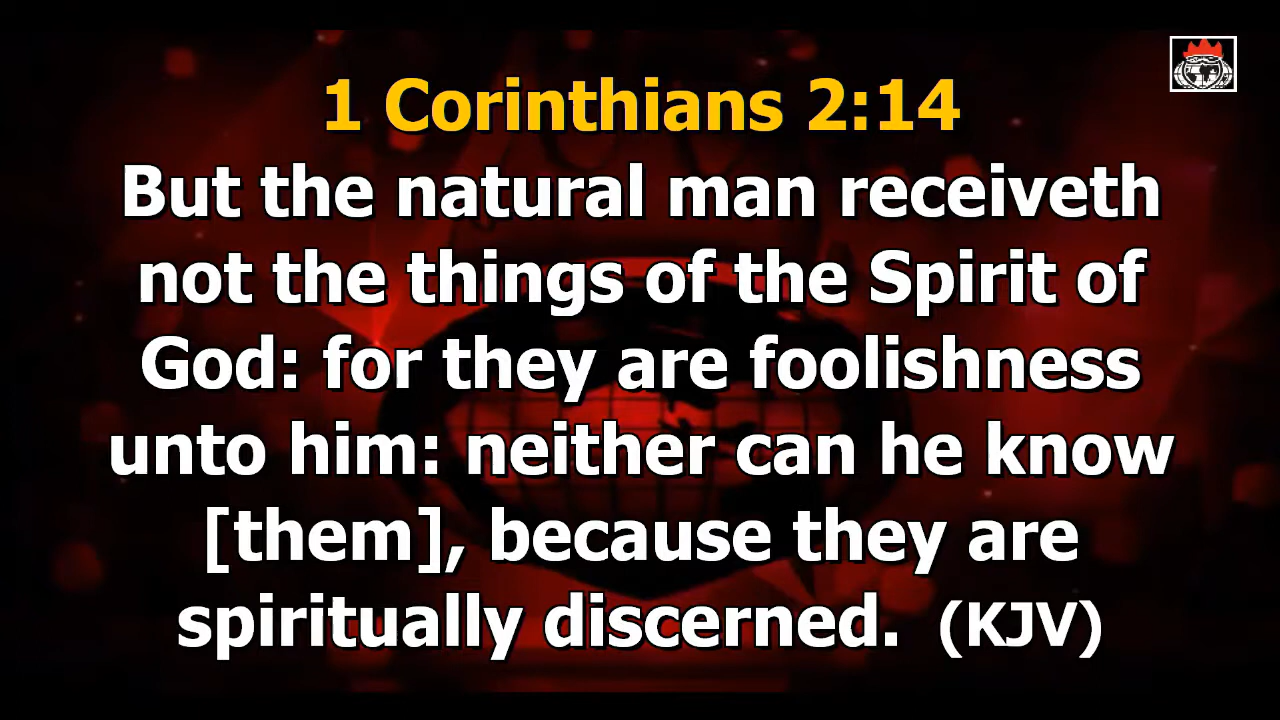 1 Corinthians 2:14
But the natural man receiveth
not the things of the Spirit of
God: for they are foolishness
unto him: neither can he know
[them], because they are
spiritually discerned. (KJV)